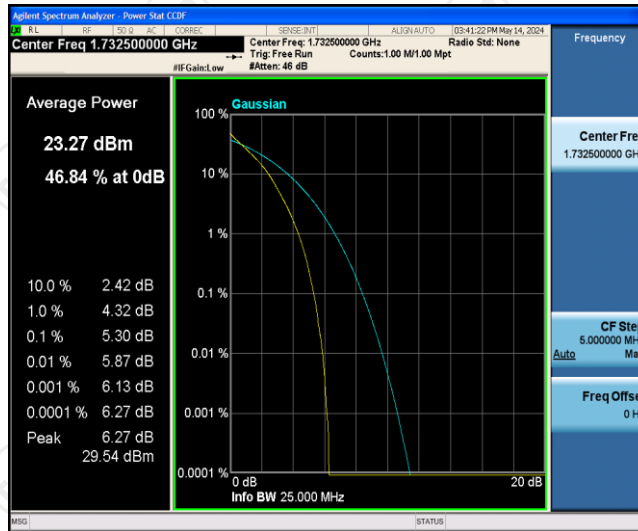 Agilent Spectrum Analyzer - Power Stat CCDF
RL RF 50 Ω AC CORREC SENSE:INT ALIGN AUTO 03:41:22 PM May 14, 2024
Center Freq 1.732500000 GHz
Center Freq: 1.732500000 GHz Radio Std: None
Trig: Free Run Counts:1.00 M/1.00 Mpt
#IFGain:Low #Atten: 46 dB
Frequency
Average Power
23.27 dBm
46.84 % at 0dB
10.0 % 2.42 dB
1.0 % 4.32 dB
0.1 % 5.30 dB
0.01 % 5.87 dB
0.001 % 6.13 dB
0.0001 % 6.27 dB
Peak 6.27 dB
29.54 dBm
Gaussian
100 %
10 %
1 %
0.1 %
0.01 %
0.001 %
0.0001 %
0 dB 20 dB
Info BW 25.000 MHz
Center Fre
1.732500000 GH
CF Ste
5.000000 MH
Auto Ma
Freq Offse
0 H
MSG STATUS